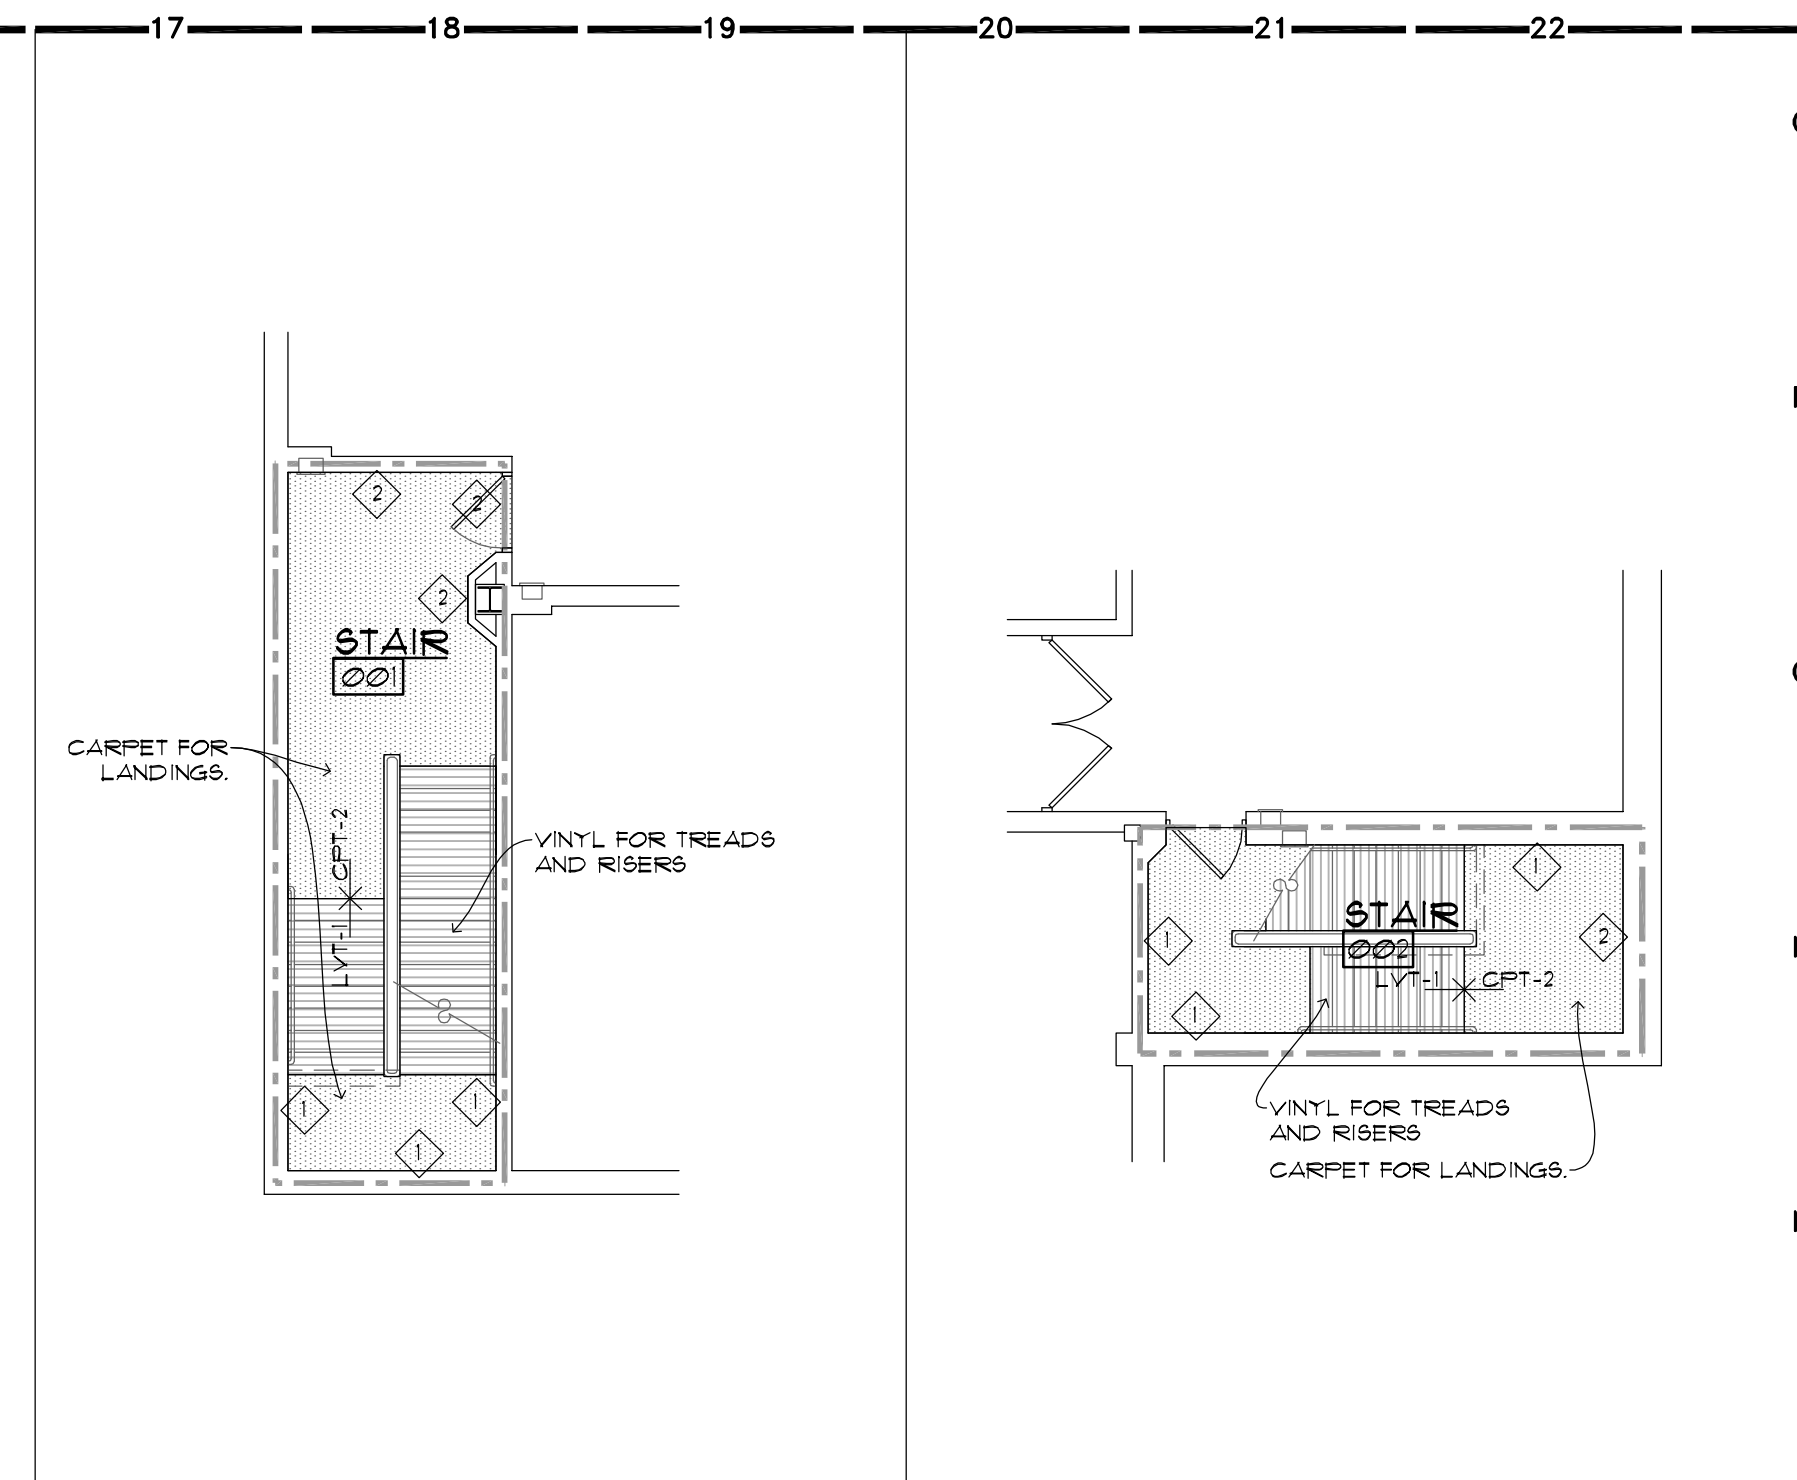 17
18
19
20
21
22
2
2
2
STAIR
001
CARPET FOR
LANDINGS.
CPT-2
LVT-1
VINYL FOR TREADS
AND RISERS
1
1
1
1
1
2
1
STAIR
002
LVT-1
CPT-2
VINYL FOR TREADS
AND RISERS
CARPET FOR LANDINGS.